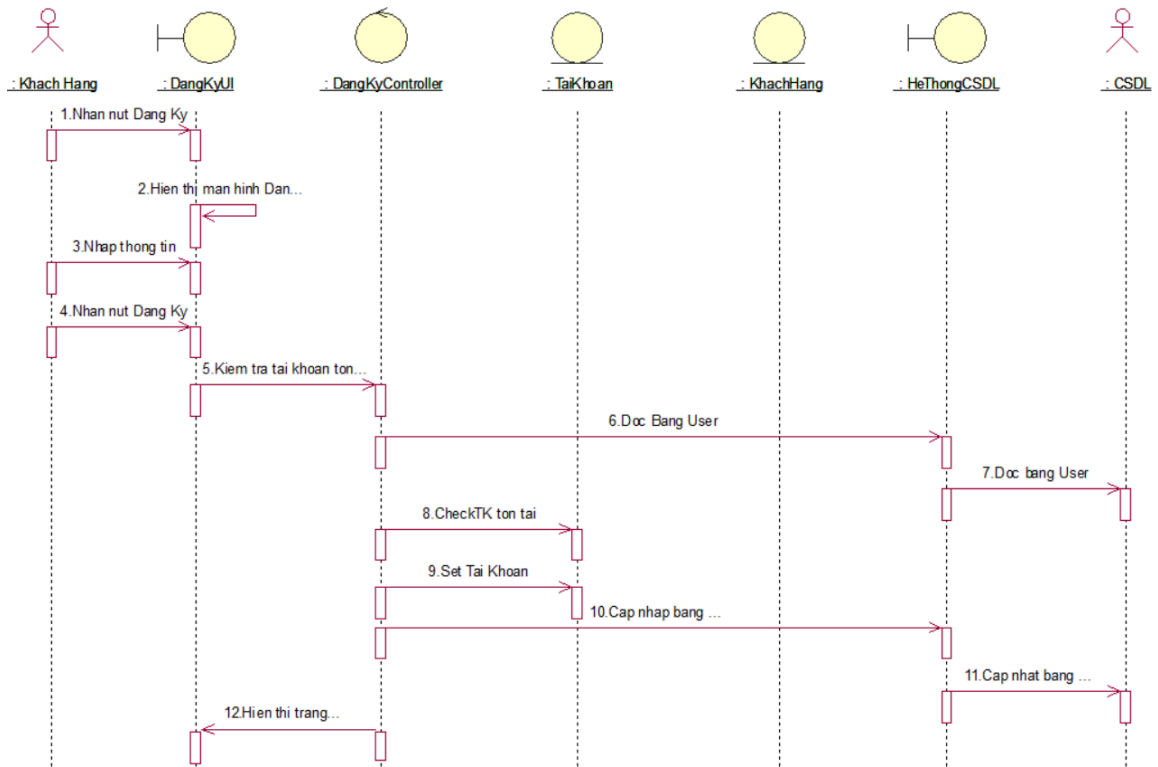 : Khach Hang
: DangKyUI
: DangKyController
: TaiKhoan
: KhachHang
: HeThongCSDL
: CSDL
1.Nhan nut Dang Ky
2.Hien thi man hinh Dan...
3.Nhap thong tin
4.Nhan nut Dang Ky
5.Kiem tra tai khoan ton...
6.Doc Bang User
7.Doc bang User
8.CheckTK ton tai
9.Set Tai Khoan
10.Cap nhap bang ...
11.Cap nhat bang ...
12.Hien thi trang...